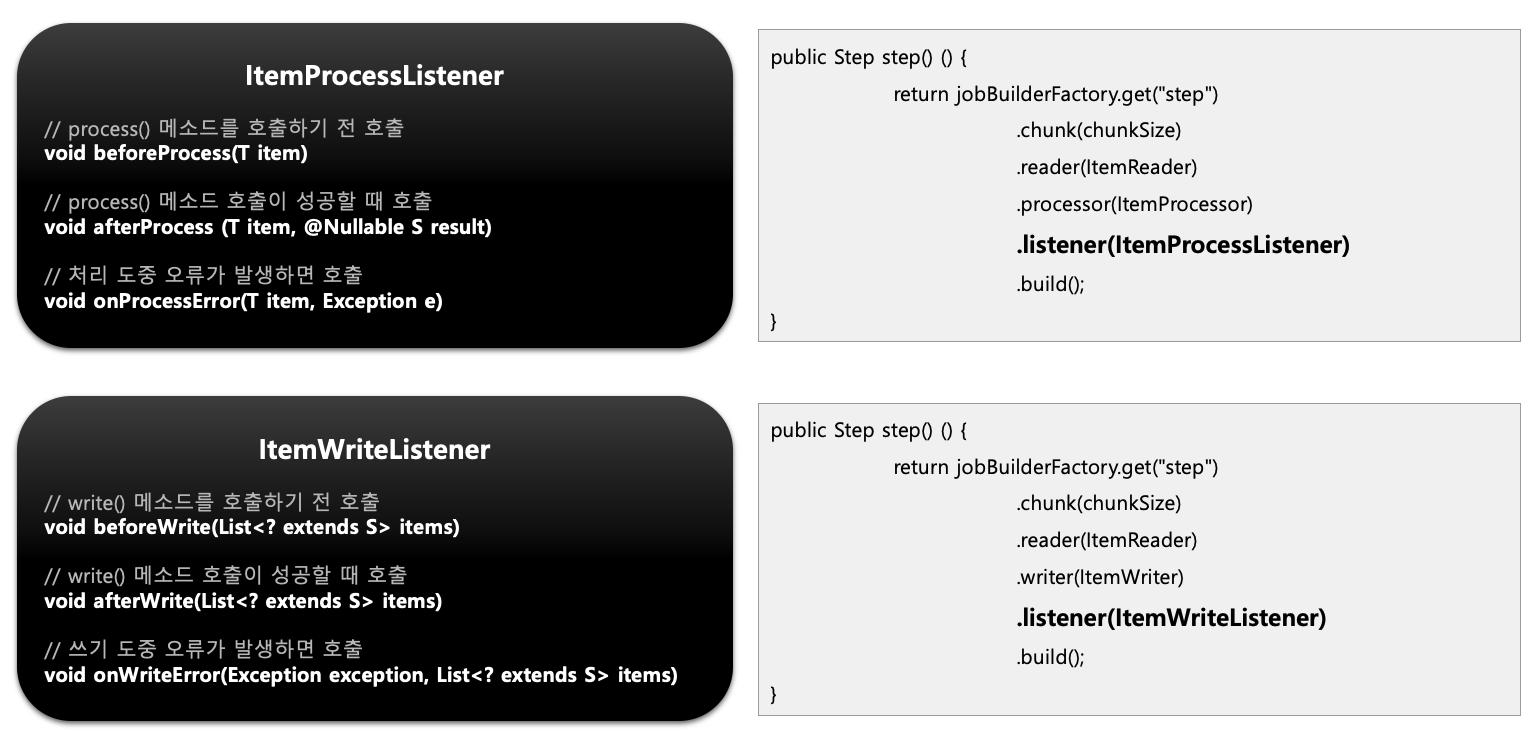 ItemProcessListener
// process() 메소드를 호출하기 전 호출
void beforeProcess(T item)
// process() 메소드 호출이 성공할 때 호출
void afterProcess (T item, @Nullable S result)
// 처리 도중 오류가 발생하면 호출
void onProcessError(T item, Exception e)
public Step step() () {
return jobBuilderFactory.get("step")
.chunk(chunkSize)
.reader(ItemReader)
.processor(ItemProcessor)
.listener(ItemProcessListener)
.build();
}
ItemWriteListener
// write() 메소드를 호출하기 전 호출
void beforeWrite(List<? extends S> items)
// write() 메소드 호출이 성공할 때 호출
void afterWrite(List<? extends S> items)
// 쓰기 도중 오류가 발생하면 호출
void onWriteError(Exception exception, List<? extends S> items)
public Step step() () {
return jobBuilderFactory.get("step")
.chunk(chunkSize)
.reader(ItemReader)
.writer(ItemWriter)
.listener(ItemWriteListener)
.build();
}